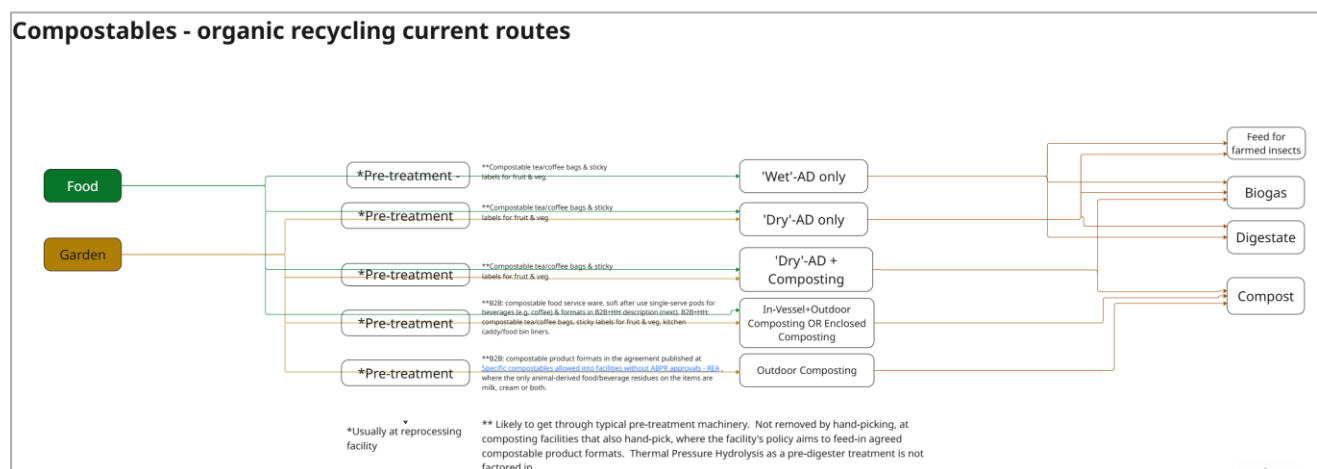 Compostables - organic recycling current routes
Food
Garden
*Pre-treatment -
**Compostable tea/coffee bags & sticky
labels for fruit & veg.
'Wet'-AD only
*Pre-treatment
**Compostable tea/coffee bags & sticky
labels for fruit & veg
'Dry'-AD only
*Pre-treatment
**Compostable tea/coffee bags & sticky
labels for fruit & veg
'Dry'-AD +
Composting
*Pre-treatment
**B2B: compostable food service ware, soft after use single-serve pods for
beverages (e.g. coffee) & formats in B2B+HH description (next). B2B+HH:
compostable tea/coffee bags, sticky labels for fruit & veg, kitchen
caddy/food bin liners.
In-Vessel+Outdoor
Composting OR Enclosed
Composting
*Pre-treatment
**B2B: compostable product formats in the agreement published at
Specific compostables allowed into facilities without ABPR approvals - REA ,
where the only animal-derived food/beverage residues on the items are
milk, cream or both.
Outdoor Composting
Feed for
farmed insects
Biogas
Digestate
Compost
*Usually at reprocessing
facility
** Likely to get through typical pre-treatment machinery. Not removed by hand-picking, at
composting facilities that also hand-pick, where the facility's policy aims to feed-in agreed
compostable product formats. Thermal Pressure Hydrolysis as a pre-digester treatment is not
factored in